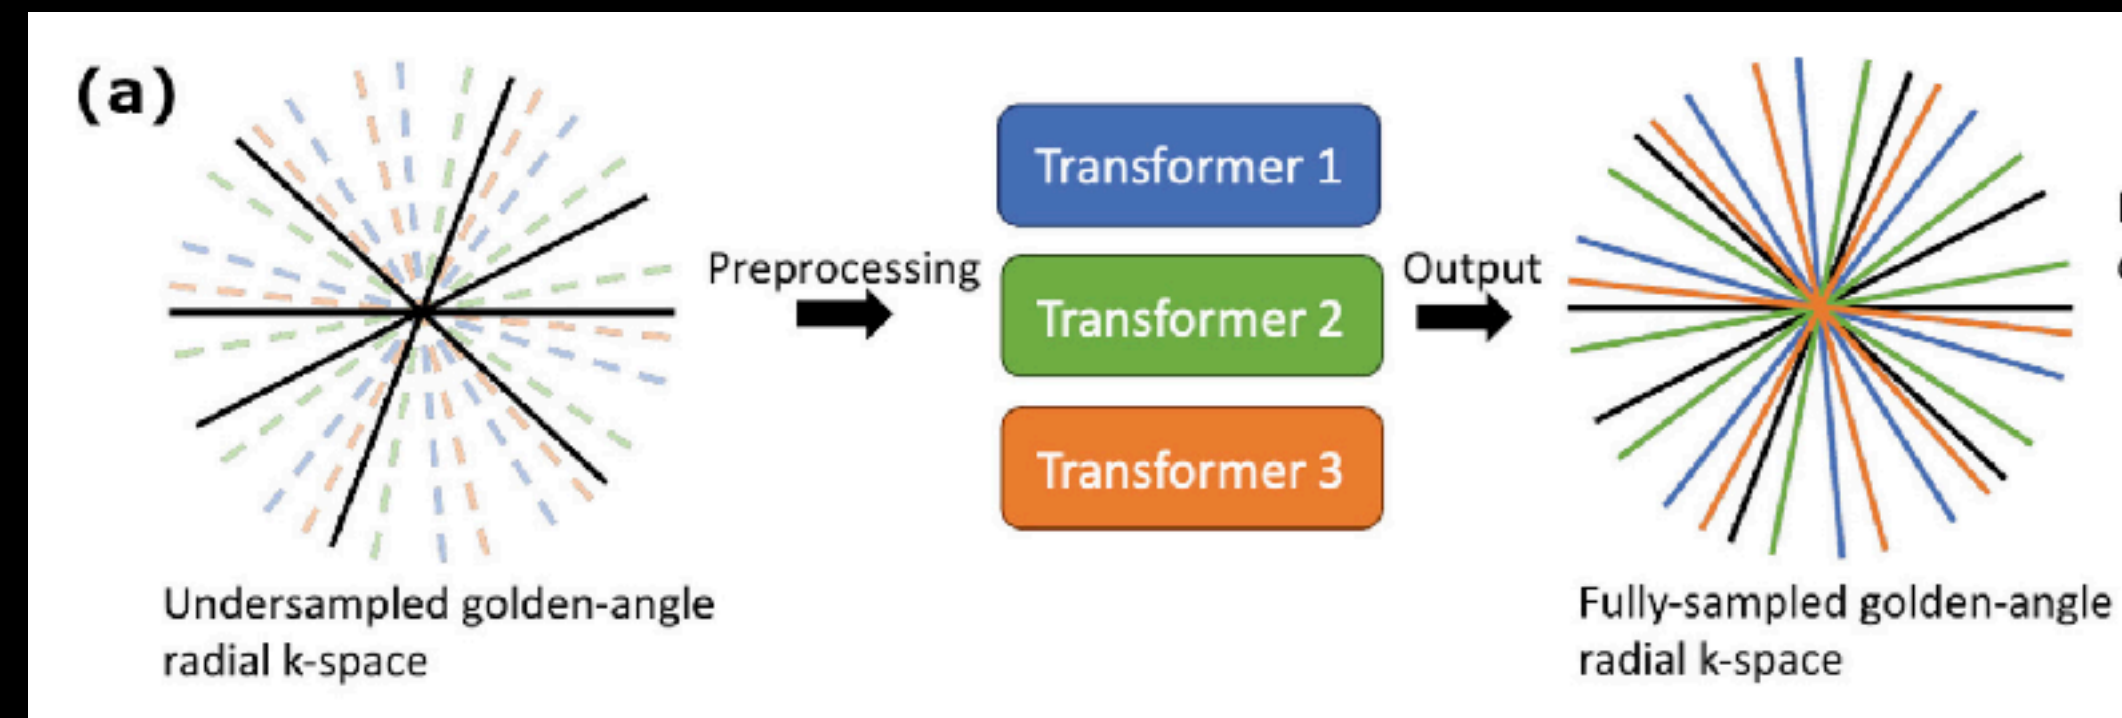 (a)
Preprocessing
Transformer 1
Transformer 2
Transformer 3
Output
Undersampled golden-angle
radial k-space
Fully-sampled golden-angle
radial k-space